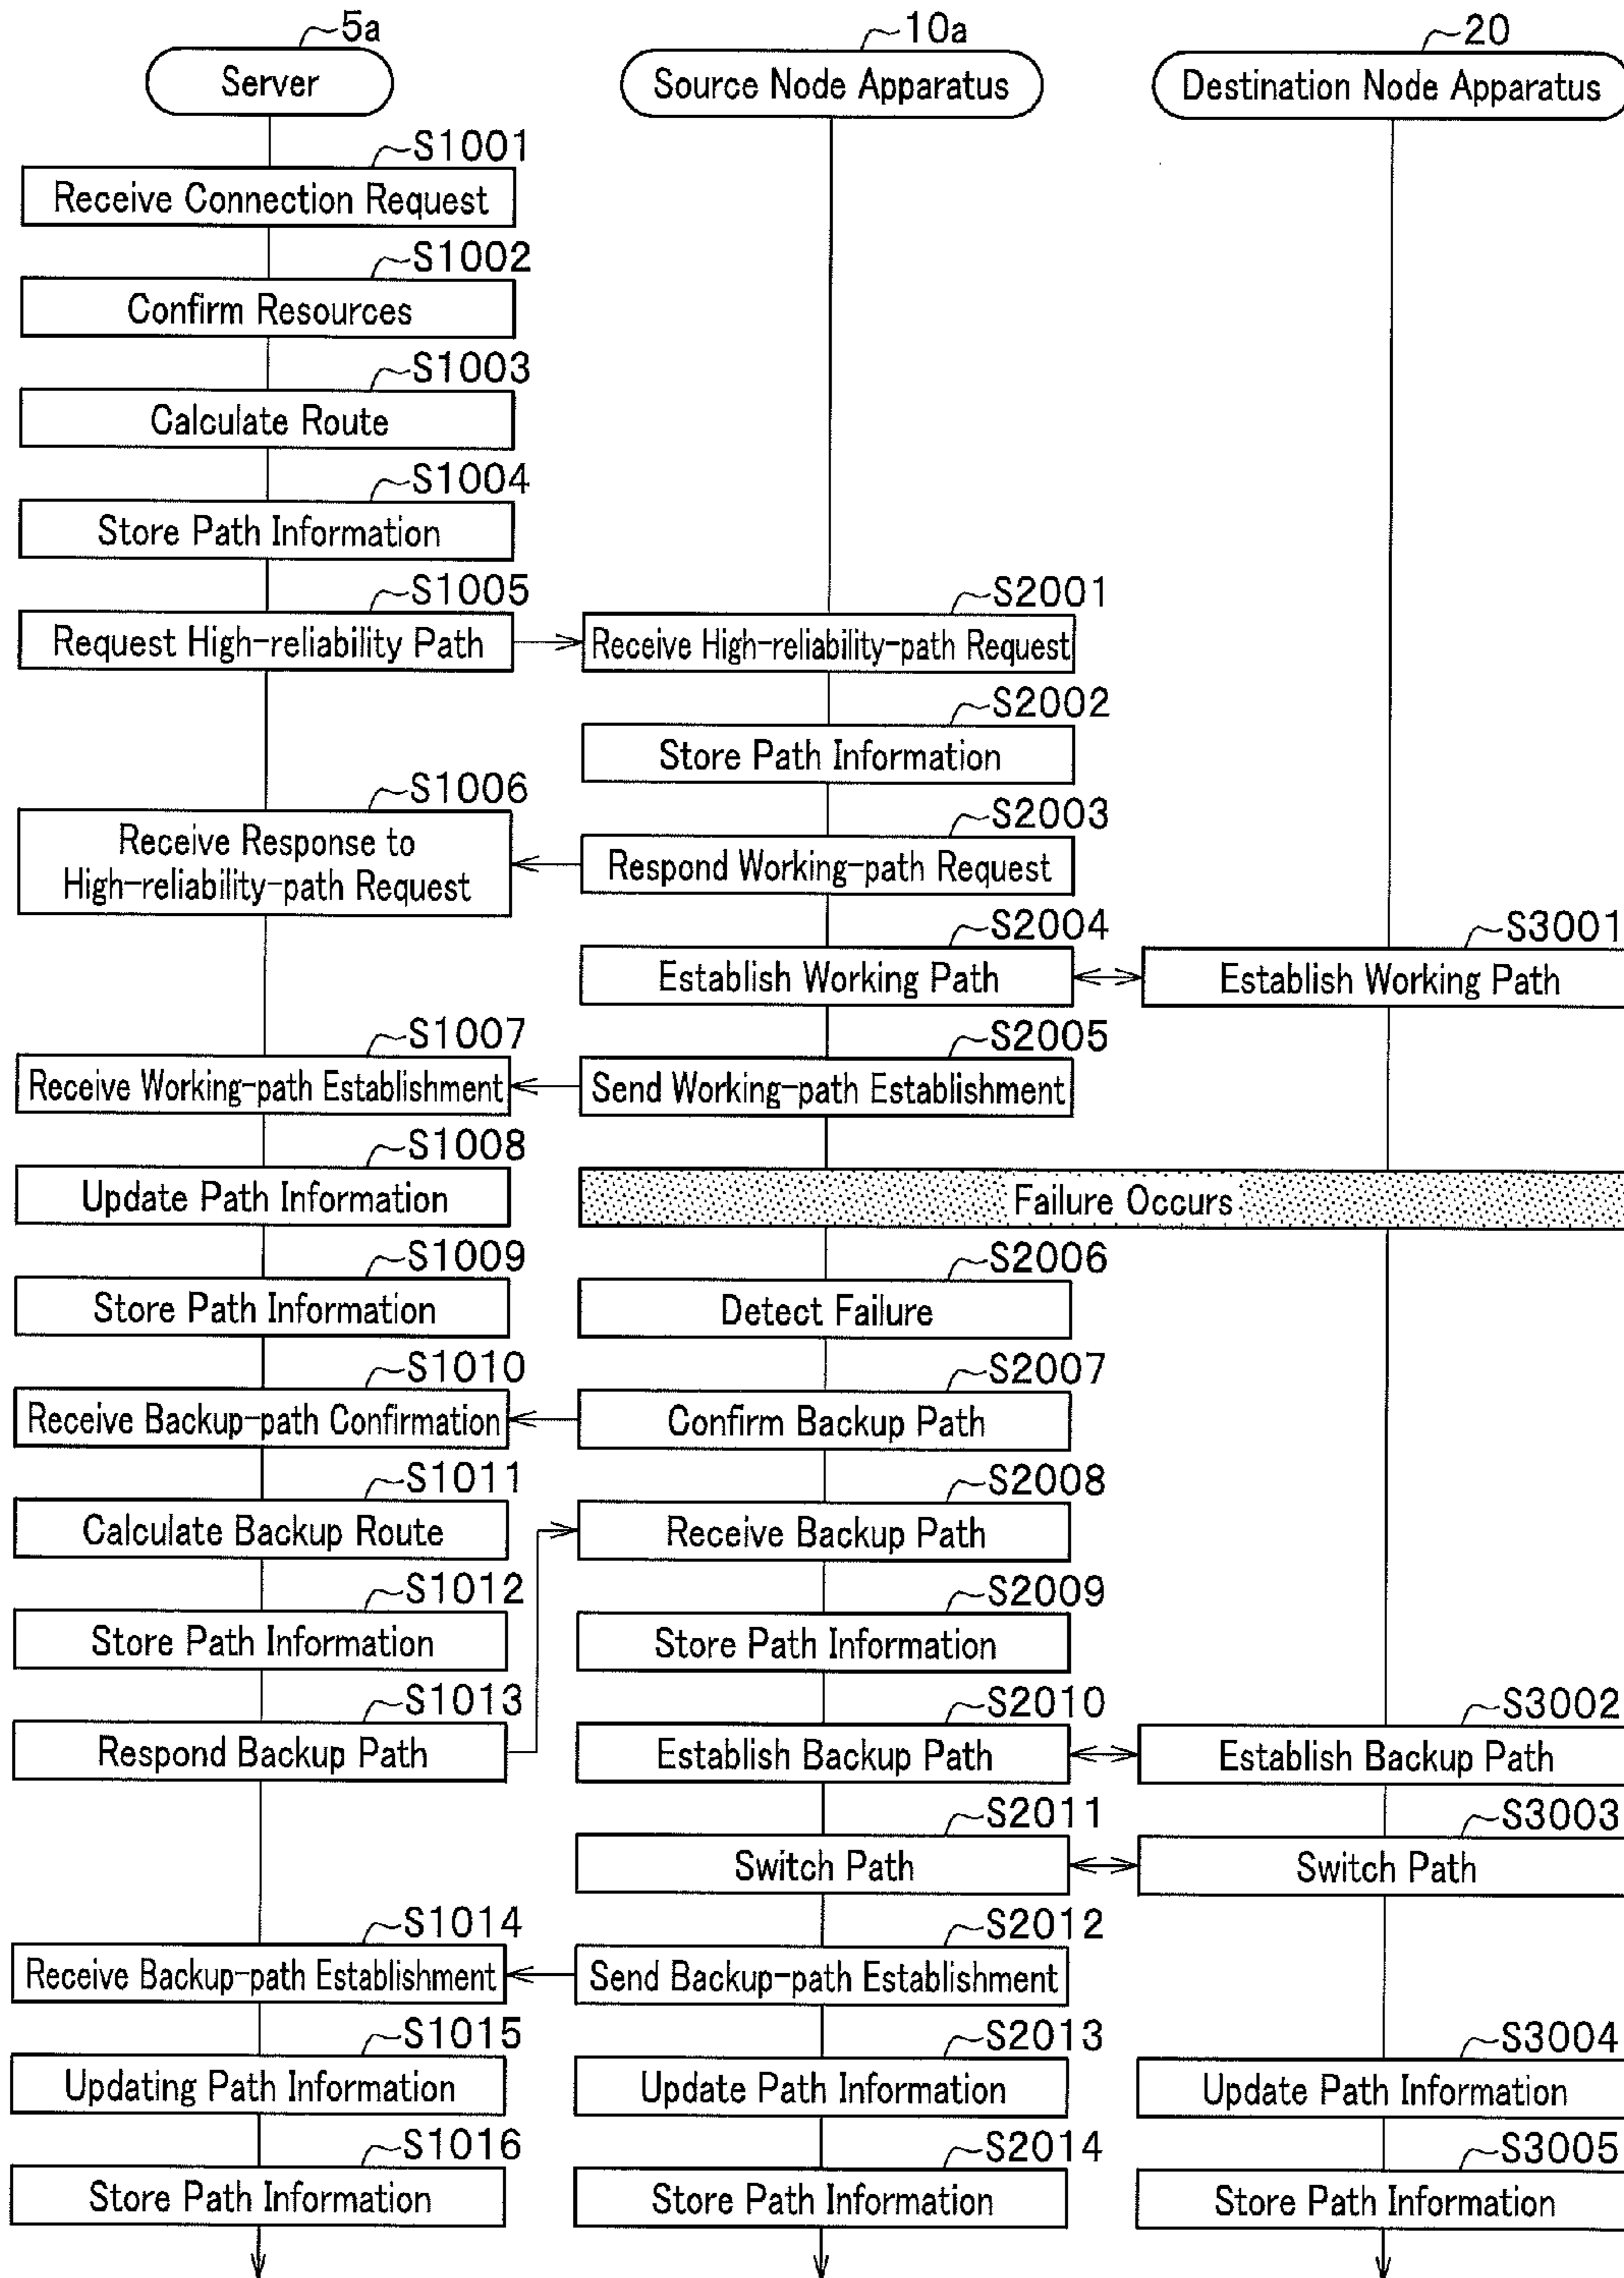 5a
10a
20
Server
Source Node Apparatus
Destination Node Apparatus
S1001
Receive Connection Request
S1002
Confirm Resources
S1003
Calculate Route
S1004
Store Path Information
S1005
S2001
Request High-reliability Path
Receive High-reliability-path Request
S2002
Store Path Information
S1006
S2003
Receive Response to
High-reliability-path Request
Respond Working-path Request
S2004
S3001
Establish Working Path
Establish Working Path
S1007
S2005
Receive Working-path Establishment
Send Working-path Establishment
S1008
Update Path Information
Failure Occurs
S1009
S2006
Store Path Information
Detect Failure
S1010
S2007
Receive Backup-path Confirmation
Confirm Backup Path
S1011
S2008
Calculate Backup Route
Receive Backup Path
S1012
S2009
Store Path Information
Store Path Information
S1013
S2010
S3002
Respond Backup Path
Establish Backup Path
Establish Backup Path
S2011
S3003
Switch Path
Switch Path
S1014
S2012
Receive Backup-path Establishment
Send Backup-path Establishment
S1015
S2013
S3004
Updating Path Information
Update Path Information
Update Path Information
S1016
S2014
S3005
Store Path Information
Store Path Information
Store Path Information